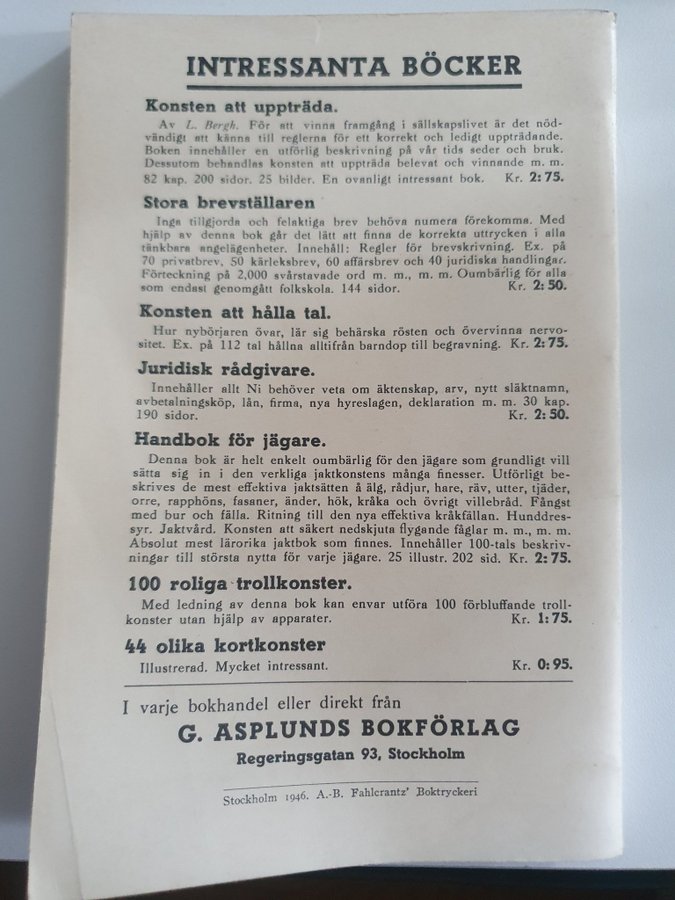 INTRESSANTA BÖCKER
Konsten att uppträda.
Av L. Bergh. För att vinna framgång i sällskapslivet är det nöd-
vändigt att känna till reglerna för ett korrekt och ledigt uppträdande.
Boken innehåller en utförlig beskrivning på vår tids seder och bruk.
Dessutom behandlas konsten att uppträda belevat och vinnande m. m.
82 kap. 200 sidor. 25 bilder. En ovanligt intressant bok. Kr. 2:75.
Stora brevställaren
Inga tillgjorda och felaktiga brev behöva numera förekomma. Med
hjälp av denna bok går det lätt att finna de korrekta uttrycken i alla
tänkbara angelägenheter. Innehåll: Regler för brevskrivning. Ex. på
70 privatbrev, 50 kärleksbrev, 60 affärsbrev och 40 juridiska handlingar.
Förteckning på 2,000 svårstavade ord m. m., m. m. Oumbärlig för alla
som endast genomgått folkskola. 144 sidor. Kr. 2:50.
Konsten att hålla tal.
Hur nybörjaren övar, lär sig behärska rösten och övervinna nervo-
sitet. Ex. på 112 tal hållna alltifrån barndop till begravning. Kr. 2:75.
Juridisk rådgivare.
Innehåller allt Ni behöver veta om äktenskap, arv, nytt släktnamn,
avbetalningsköp, lån, firma, nya hyreslagen, deklaration m. m. 30 kap.
190 sidor. Kr. 2:50.
Handbok för jägare.
Denna bok är helt enkelt oumbärlig för den jägare som grundligt vill
sätta sig in i den verkliga jaktkonstens många finesser. Utförligt be-
skrives de mest effektiva jaktsätten å älg, rådjur, hare, räv, utter, tjäder,
orre, rapphöns, fasaner, änder, hök, kråka och övrigt villebråd. Fångst
med bur och fälla. Ritning till den nya effektiva kråkfällan. Hunddres-
syr. Jaktvård. Konsten att säkert nedskjuta flygande fåglar m. m., m. m.
Absolut mest lärorika jaktbok som finnes. Innehåller 100-tals beskriv-
ningar till största nytta för varje jägare. 25 illustr. 202 sid. Kr. 2:75.
100 roliga trollkonster.
Med ledning av denna bok kan envar utföra 100 förbluffande troll-
konster utan hjälp av apparater. Kr. 1:75.
44 olika kortkonster
Illustrerad. Mycket intressant. Kr. 0:95.
I varje bokhandel eller direkt från
G. ASPLUNDS BOKFÖRLAG
Regeringsgatan 93, Stockholm
Stockholm 1946. A.-B. Fahlcrantz' Boktryckeri